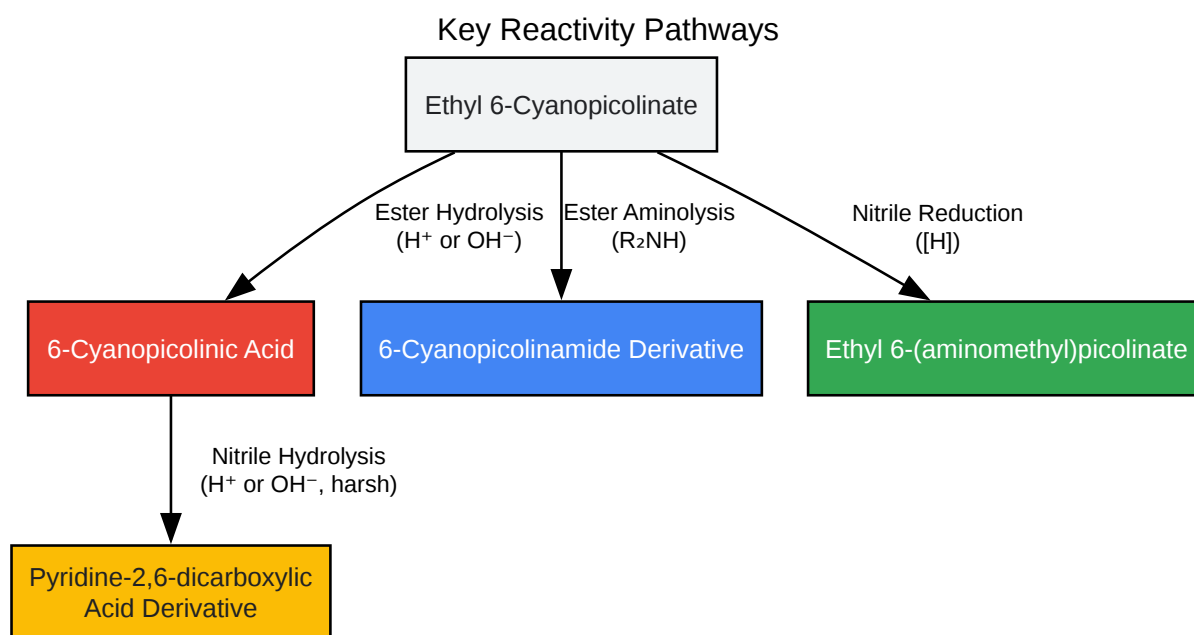 Key Reactivity Pathways
Ethyl 6-Cyanopicolinate
Ester Hydrolysis
(H⁺ or OH⁻)
Ester Aminolysis
(R₂NH)
Nitrile Reduction
([H])
6-Cyanopicolinic Acid
6-Cyanopicolinamide Derivative
Ethyl 6-(aminomethyl)picolinate
Nitrile Hydrolysis
(H⁺ or OH⁻, harsh)
Pyridine-2,6-dicarboxylic
Acid Derivative